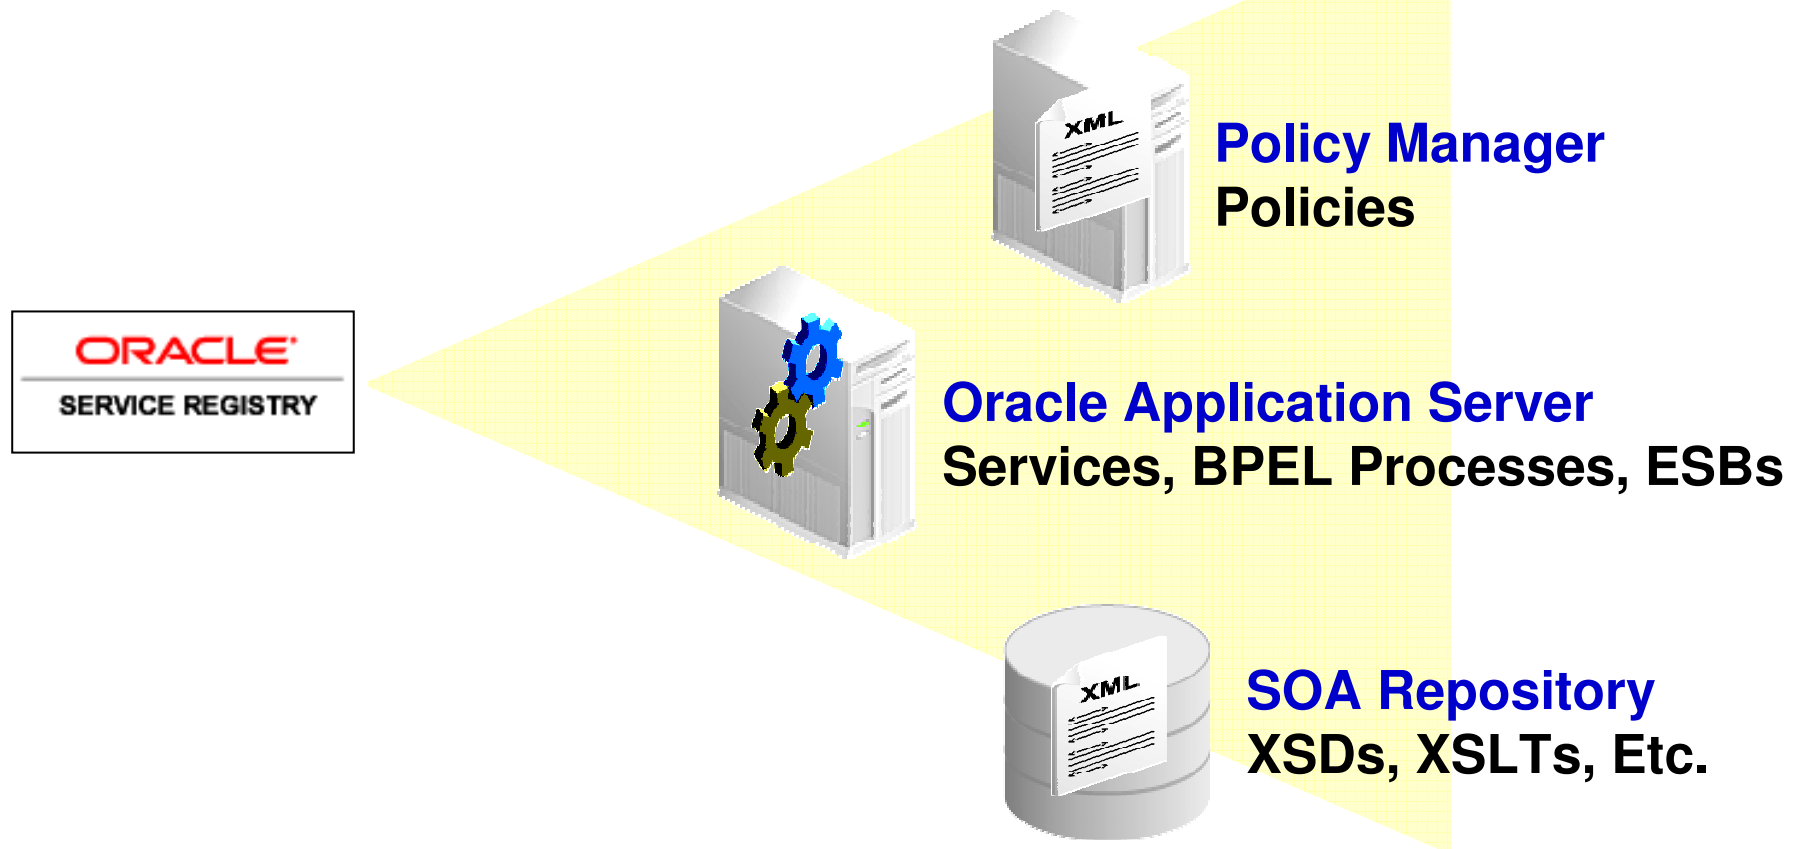 XML
Policy Manager
Policies
ORACLE
SERVICE REGISTRY
Oracle Application Server
Services, BPEL Processes, ESBs
XML
SOA Repository
XSDs, XSLTs, Etc.